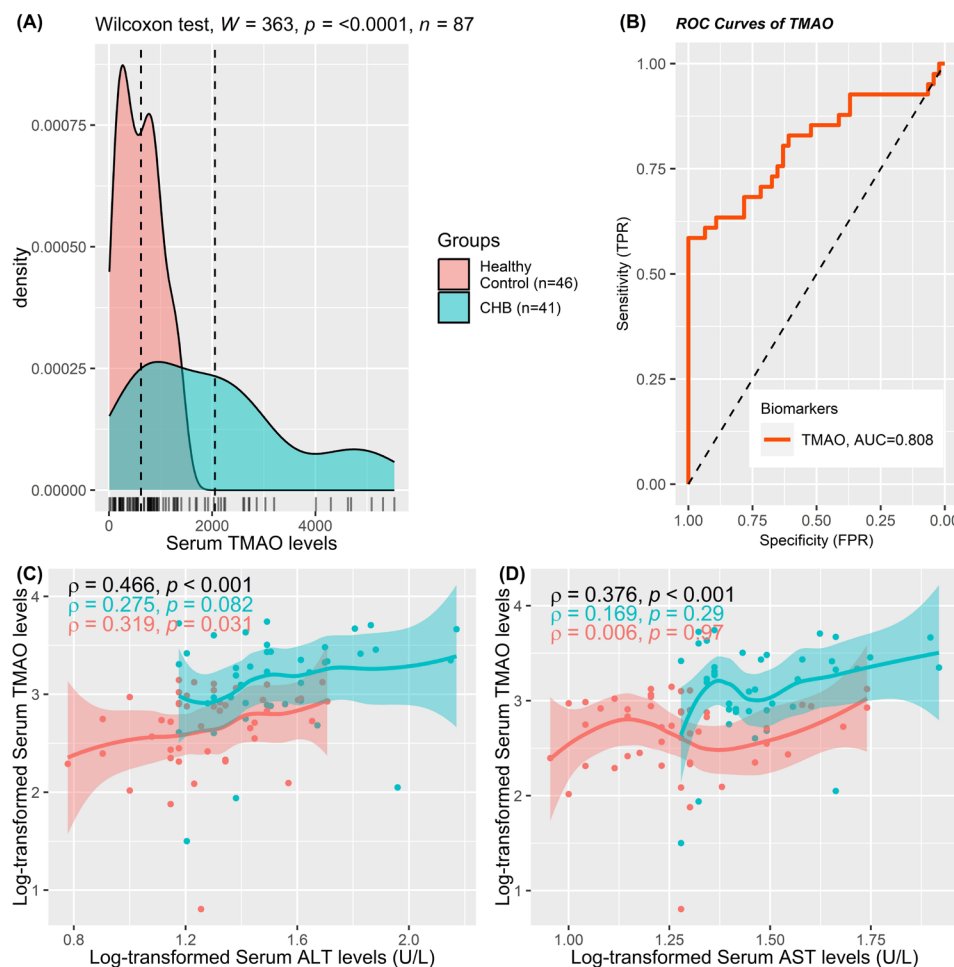 (A) Wilcoxon test, W = 363, p = <0.0001, n = 87
density
0.00075
0.00050
0.00025
0.00000
0 2000 4000
Serum TMAO levels
Groups
Healthy
Control (n=46)
CHB (n=41)
(B) ROC Curves of TMAO
Sensitivity (TPR)
1.00
0.75
0.50
0.25
0.00
1.00 0.75 0.50 0.25 0.00
Specificity (FPR)
Biomarkers
TMAO, AUC=0.808
(C)
ρ = 0.466, p < 0.001
ρ = 0.275, p = 0.082
ρ = 0.319, p = 0.031
Log-transformed Serum TMAO levels
4
3
2
1
0.8 1.2 1.6 2.0
Log-transformed Serum ALT levels (U/L)
(D)
ρ = 0.376, p < 0.001
ρ = 0.169, p = 0.29
ρ = 0.006, p = 0.97
Log-transformed Serum TMAO levels
4
3
2
1
1.00 1.25 1.50 1.75
Log-transformed Serum AST levels (U/L)